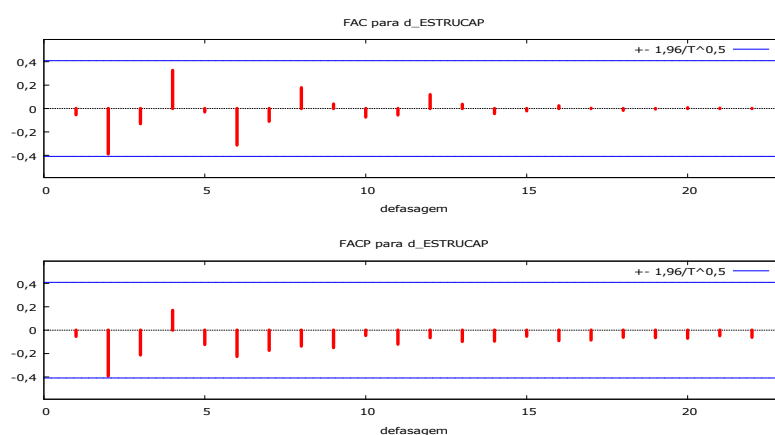 FAC para d_ESTRUCAP
+- 1,96/T^0,5
0,4
0,2
0
-0,2
-0,4
0 5 10 15 20
defasagem
FACP para d_ESTRUCAP
+- 1,96/T^0,5
0,4
0,2
0
-0,2
-0,4
0 5 10 15 20
defasagem